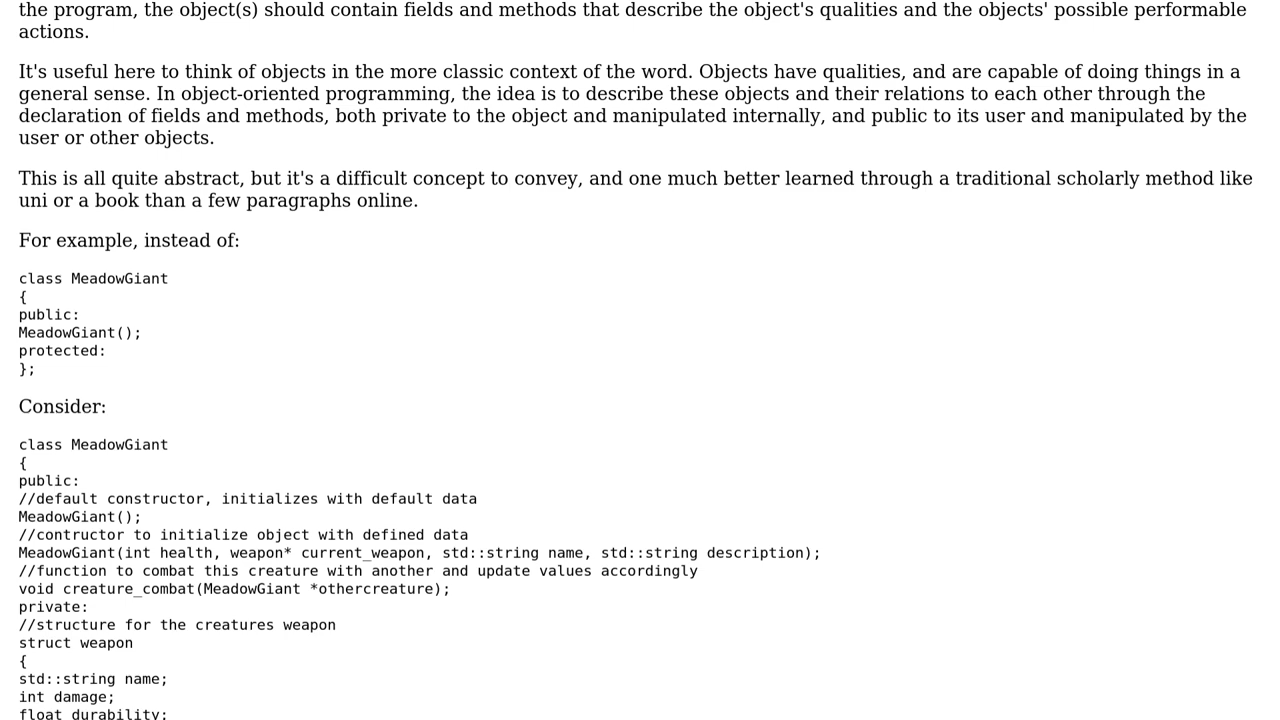 the program, the object(s) should contain fields and methods that describe the object's qualities and the objects' possible performable
actions.
It's useful here to think of objects in the more classic context of the word. Objects have qualities, and are capable of doing things in a
general sense. In object-oriented programming, the idea is to describe these objects and their relations to each other through the
declaration of fields and methods, both private to the object and manipulated internally, and public to its user and manipulated by the
user or other objects.
This is all quite abstract, but it's a difficult concept to convey, and one much better learned through a traditional scholarly method like
uni or a book than a few paragraphs online.
For example, instead of:
class MeadowGiant
{
public:
MeadowGiant();
protected:
};
Consider:
class MeadowGiant
{
public:
//default constructor, initializes with default data
MeadowGiant();
//contructor to initialize object with defined data
MeadowGiant(int health, weapon* current_weapon, std::string name, std::string description);
//function to combat this creature with another and update values accordingly
void creature_combat(MeadowGiant *othercreature);
private:
//structure for the creatures weapon
struct weapon
{
std::string name;
int damage;
float durability;